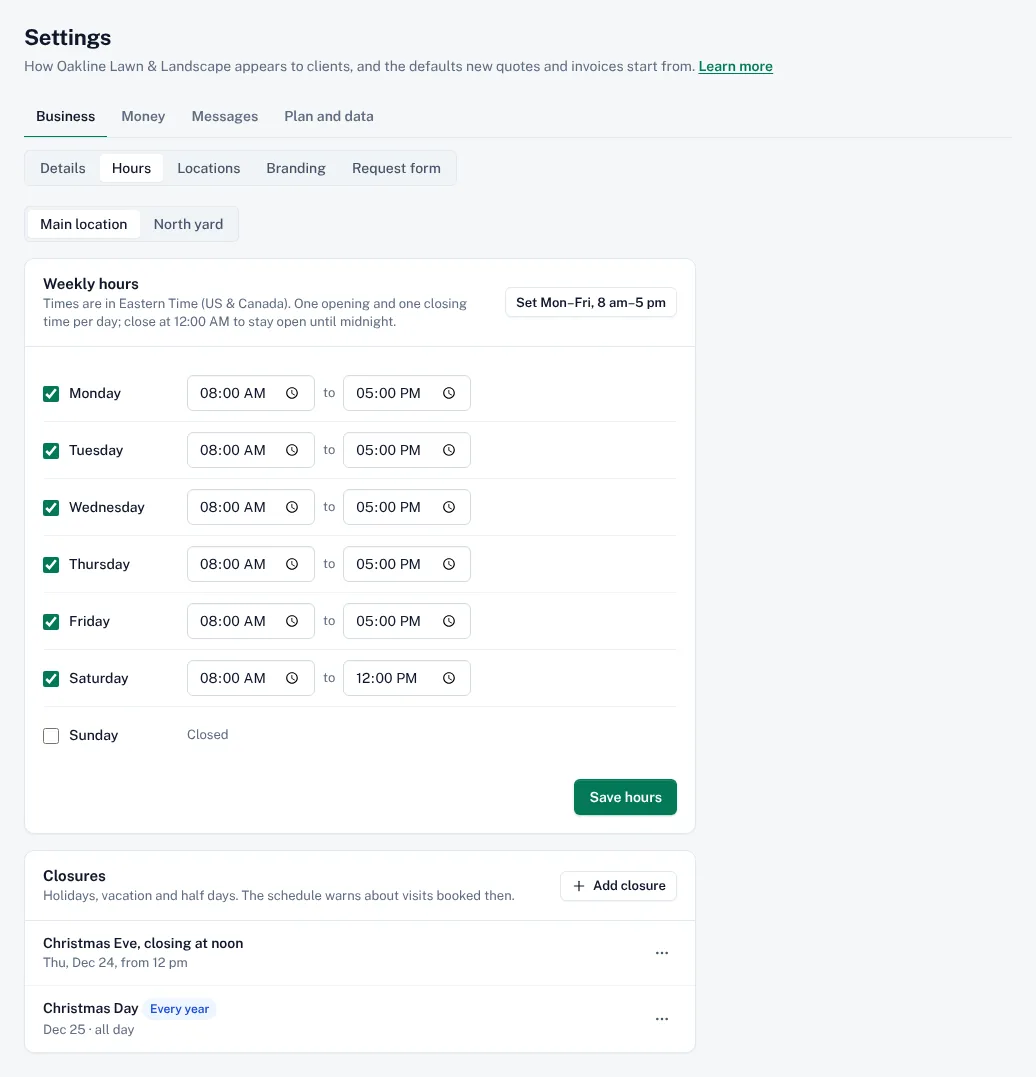 Settings
How Oakline Lawn & Landscape appears to clients, and the defaults new quotes and invoices start from. Learn more
Business Money Messages Plan and data
Details Hours Locations Branding Request form
Main location North yard
Weekly hours
Times are in Eastern Time (US & Canada). One opening and one closing
time per day; close at 12:00 AM to stay open until midnight.
Set Mon–Fri, 8 am–5 pm
Monday 08:00 AM to 05:00 PM
Tuesday 08:00 AM to 05:00 PM
Wednesday 08:00 AM to 05:00 PM
Thursday 08:00 AM to 05:00 PM
Friday 08:00 AM to 05:00 PM
Saturday 08:00 AM to 12:00 PM
Sunday Closed
Save hours
Closures
Holidays, vacation and half days. The schedule warns about visits booked then.
Add closure
Christmas Eve, closing at noon
Thu, Dec 24, from 12 pm
Christmas Day Every year
Dec 25 · all day